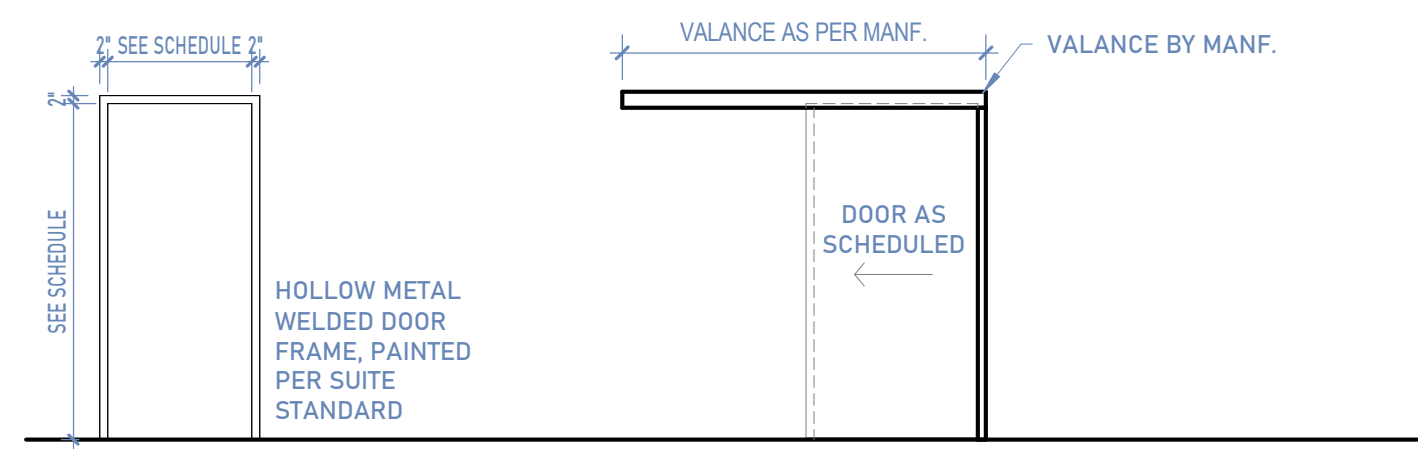 2" SEE SCHEDULE 2"
2"
SEE SCHEDULE
HOLLOW METAL
WELDED DOOR
FRAME, PAINTED
PER SUITE
STANDARD
VALANCE AS PER MANF.
VALANCE BY MANF.
DOOR AS
SCHEDULED